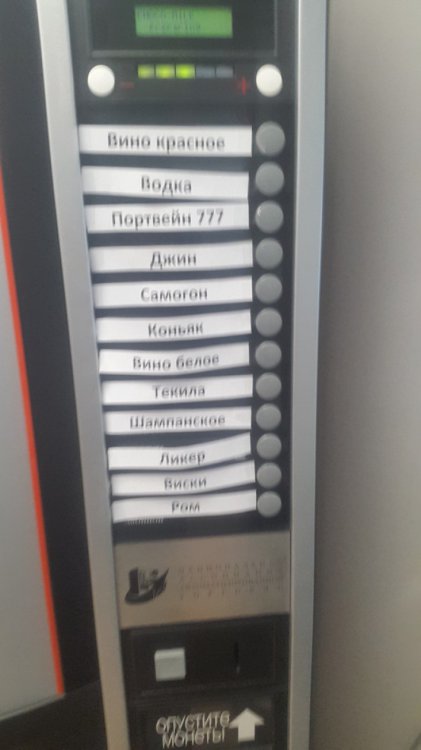 Вино красное
Водка
Портвейн 777
Джин
Самогон
Коньяк
Вино белое
Текила
Шампанское
Ликер
Виски
Ром
ОПУСТИТЕ
МОНЕТЫ